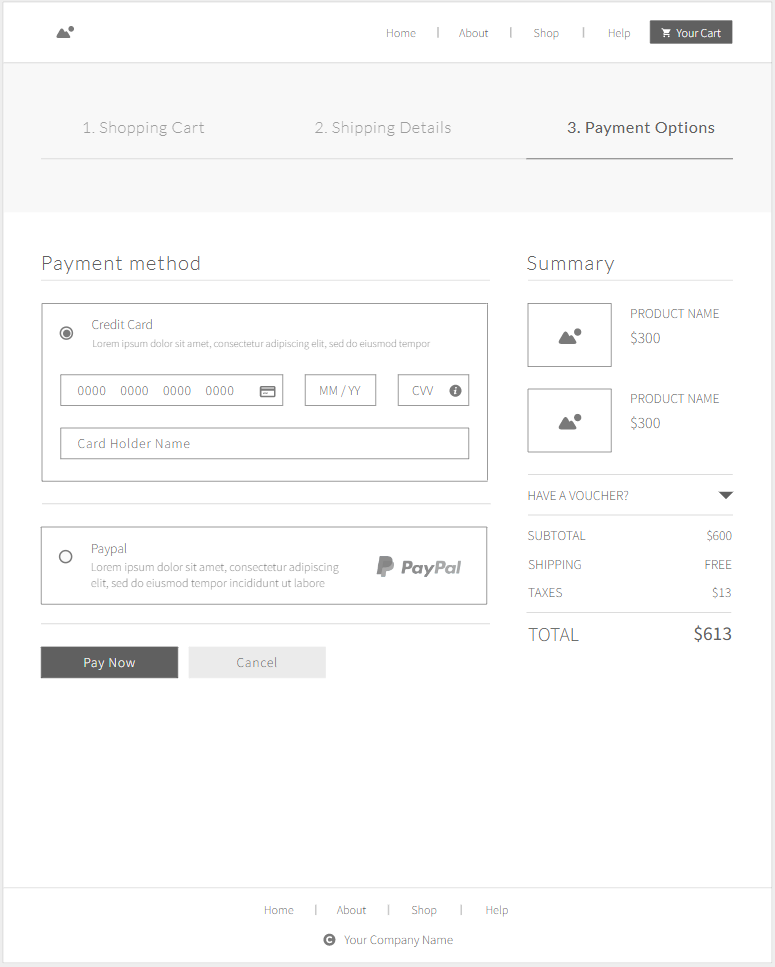 Home | About | Shop | Help Your Cart
1. Shopping Cart 2. Shipping Details 3. Payment Options
Payment method
Credit Card
Lorem ipsum dolor sit amet, consectetur adipiscing elit, sed do eiusmod tempor
0000 0000 0000 0000 MM / YY CVV
Card Holder Name
Paypal
Lorem ipsum dolor sit amet, consectetur adipiscing
elit, sed do eiusmod tempor incididunt ut labore
PayPal
Pay Now Cancel
Summary
PRODUCT NAME
$300
PRODUCT NAME
$300
HAVE A VOUCHER?
SUBTOTAL $600
SHIPPING FREE
TAXES $13
TOTAL $613
Home | About | Shop | Help
Your Company Name